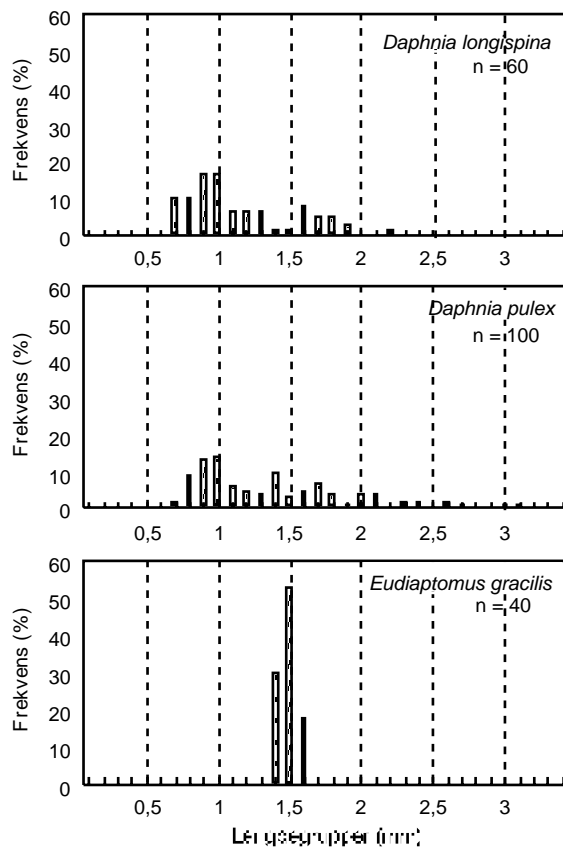 Frekvens (%)
60
50
40
30
20
10
0
Daphnia longispina
n = 60
0,5 1 1,5 2 2,5 3
Frekvens (%)
60
50
40
30
20
10
0
Daphnia pulex
n = 100
0,5 1 1,5 2 2,5 3
Frekvens (%)
60
50
40
30
20
10
0
Eudiaptomus gracilis
n = 40
0,5 1 1,5 2 2,5 3
Lengdegrupper (mm)